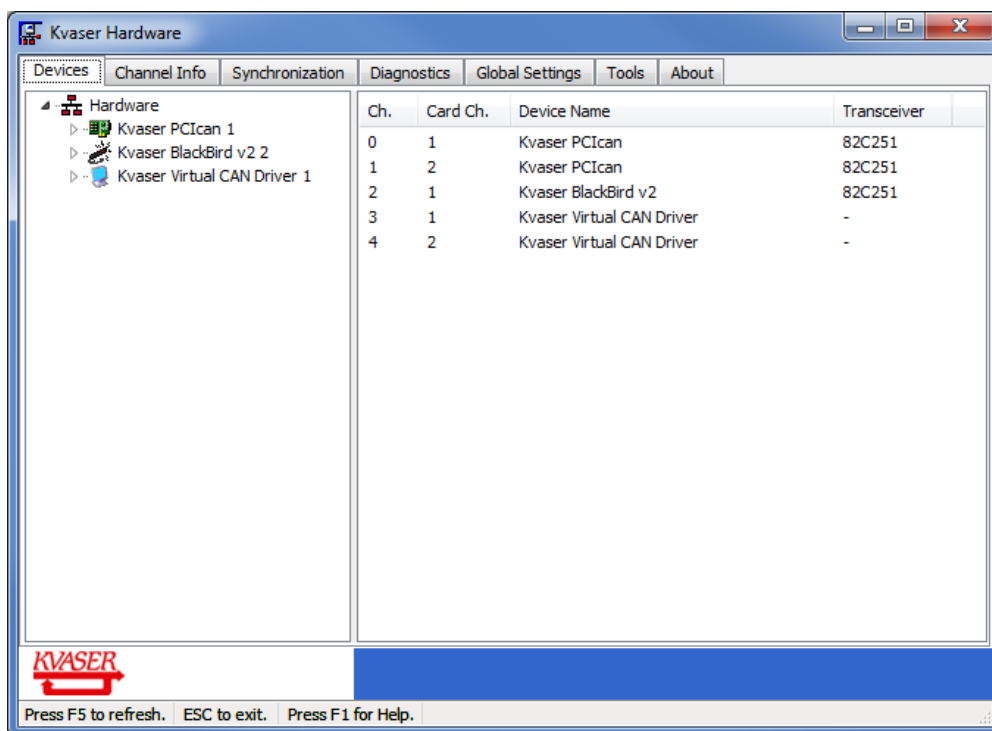 Kvaser Hardware
Devices Channel Info Synchronization Diagnostics Global Settings Tools About
Hardware
Kvaser PCIcan 1
Kvaser BlackBird v2 2
Kvaser Virtual CAN Driver 1
Ch. Card Ch. Device Name Transceiver
0 1 Kvaser PCIcan 82C251
1 2 Kvaser PCIcan 82C251
2 1 Kvaser BlackBird v2 82C251
3 1 Kvaser Virtual CAN Driver -
4 2 Kvaser Virtual CAN Driver -
KVASER
Press F5 to refresh. ESC to exit. Press F1 for Help.